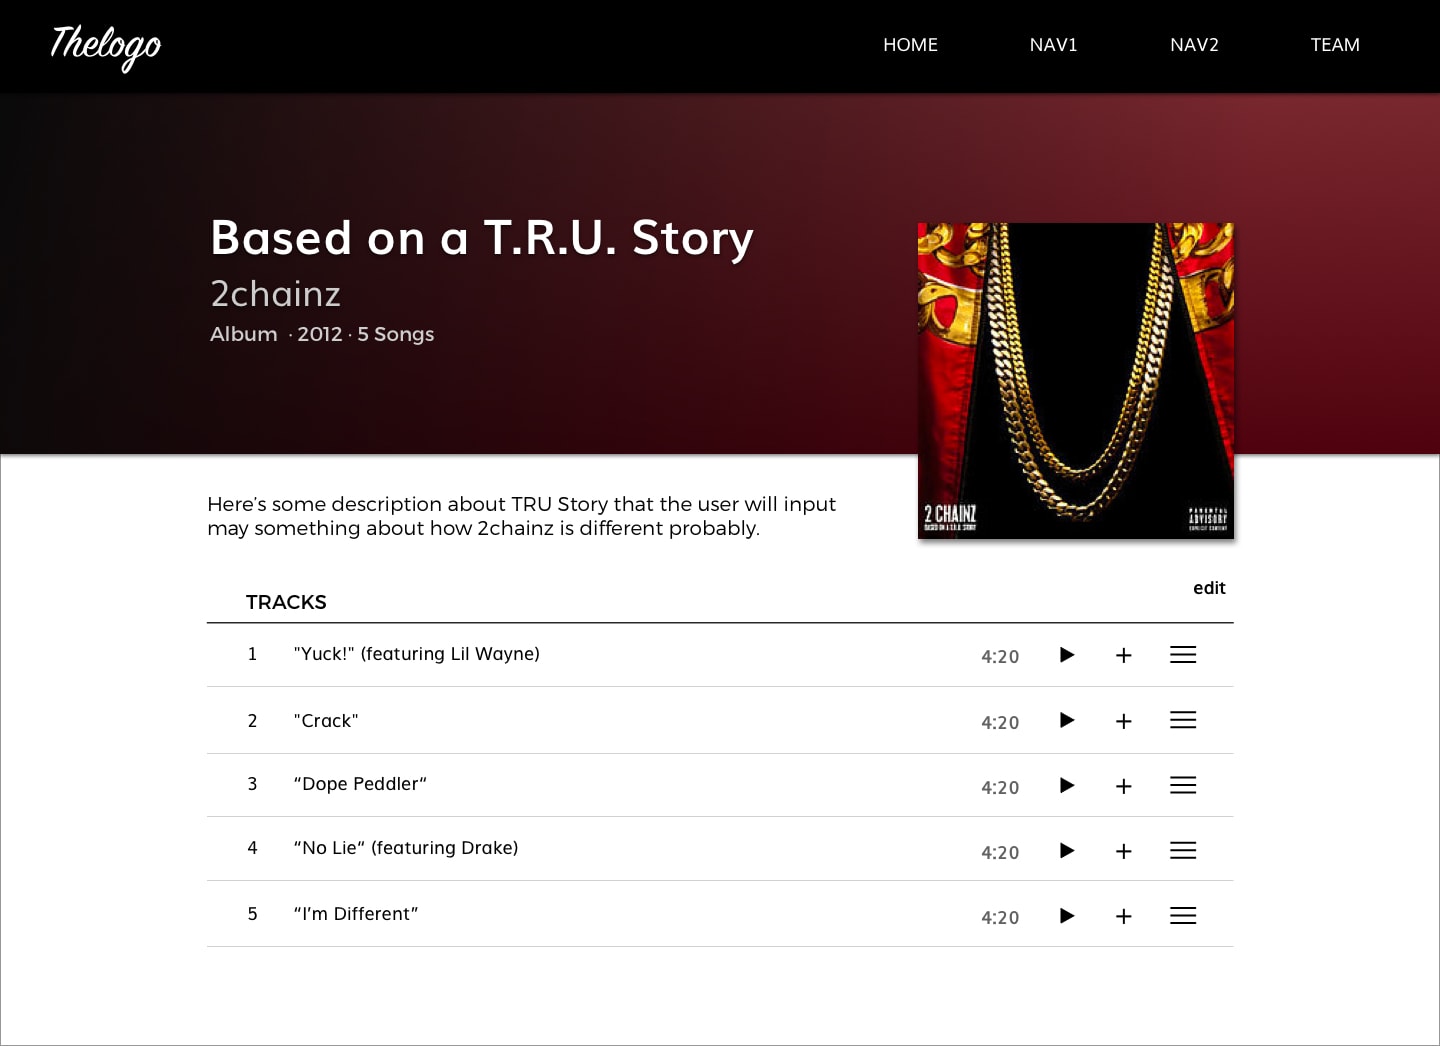 Thelogo
HOME NAV1 NAV2 TEAM
Based on a T.R.U. Story
2chainz
Album · 2012 · 5 Songs
2 CHAINZ
BASED ON A T.R.U. STORY
PARENTAL
ADVISORY
EXPLICIT CONTENT
Here’s some description about TRU Story that the user will input
may something about how 2chainz is different probably.
edit
TRACKS
1 "Yuck!" (featuring Lil Wayne) 4:20
2 "Crack" 4:20
3 “Dope Peddler“ 4:20
4 “No Lie“ (featuring Drake) 4:20
5 “I’m Different” 4:20